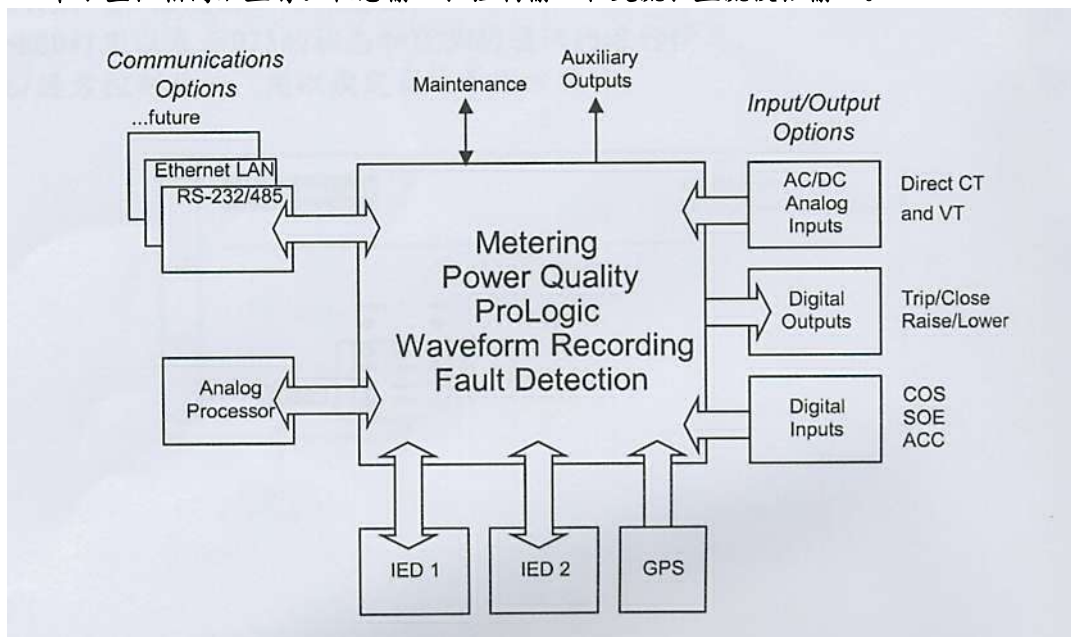 Communications
Options
...future
Ethernet LAN
RS-232/485
Maintenance
Auxiliary
Outputs
Input/Output
Options
AC/DC
Analog
Inputs
Direct CT
and VT
Metering
Power Quality
ProLogic
Waveform Recording
Fault Detection
Digital
Outputs
Trip/Close
Raise/Lower
Analog
Processor
Digital
Inputs
COS
SOE
ACC
IED 1
IED 2
GPS